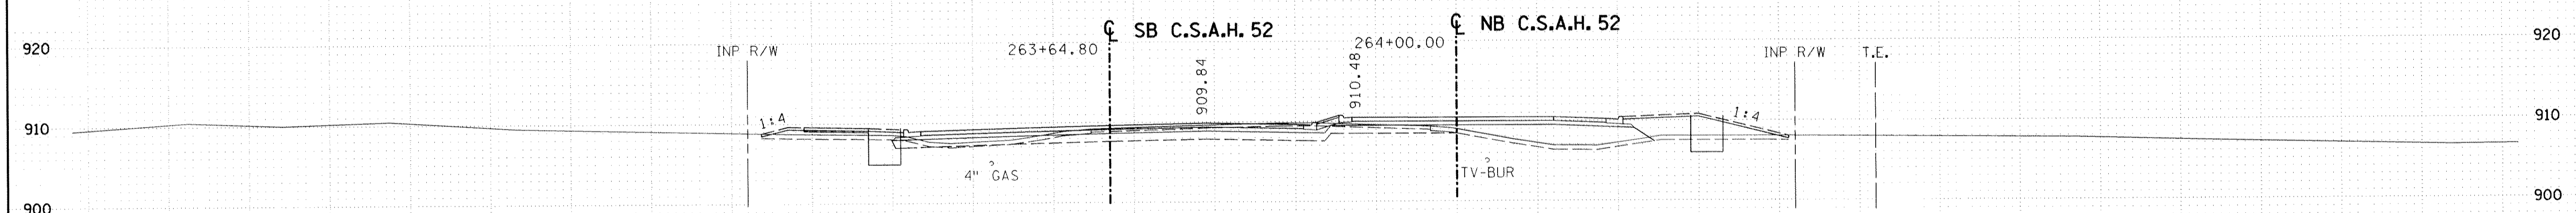 ℄ SB C.S.A.H. 52
℄ NB C.S.A.H. 52
920
INP R/W
263+64.80
264+00.00
INP R/W
T.E.
920
909.84
910.48
910
1:4
1:4
910
4" GAS
TV-BUR
900
900